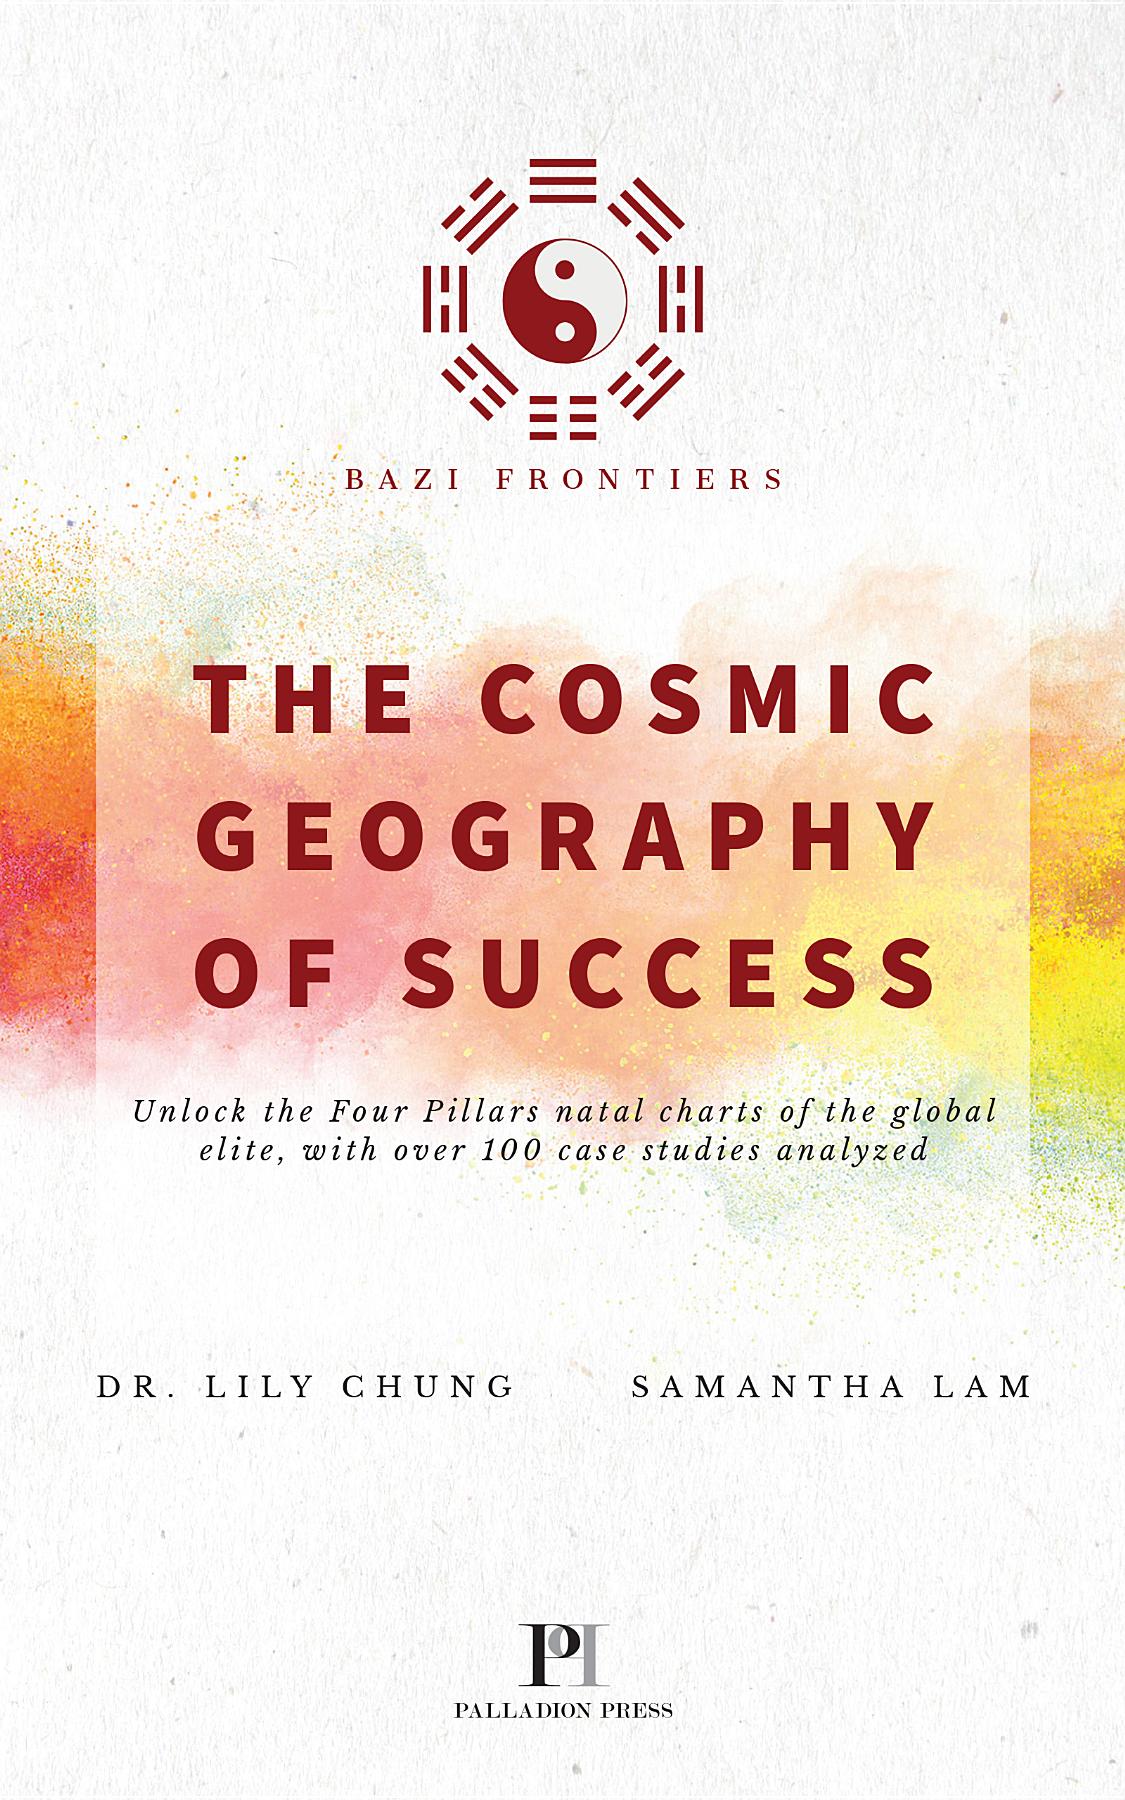 BAZI FRONTIERS
THE COSMIC
GEOGRAPHY
OF SUCCESS
Unlock the Four Pillars natal charts of the global
elite, with over 100 case studies analyzed
DR. LILY CHUNG SAMANTHA LAM
PALLADION PRESS